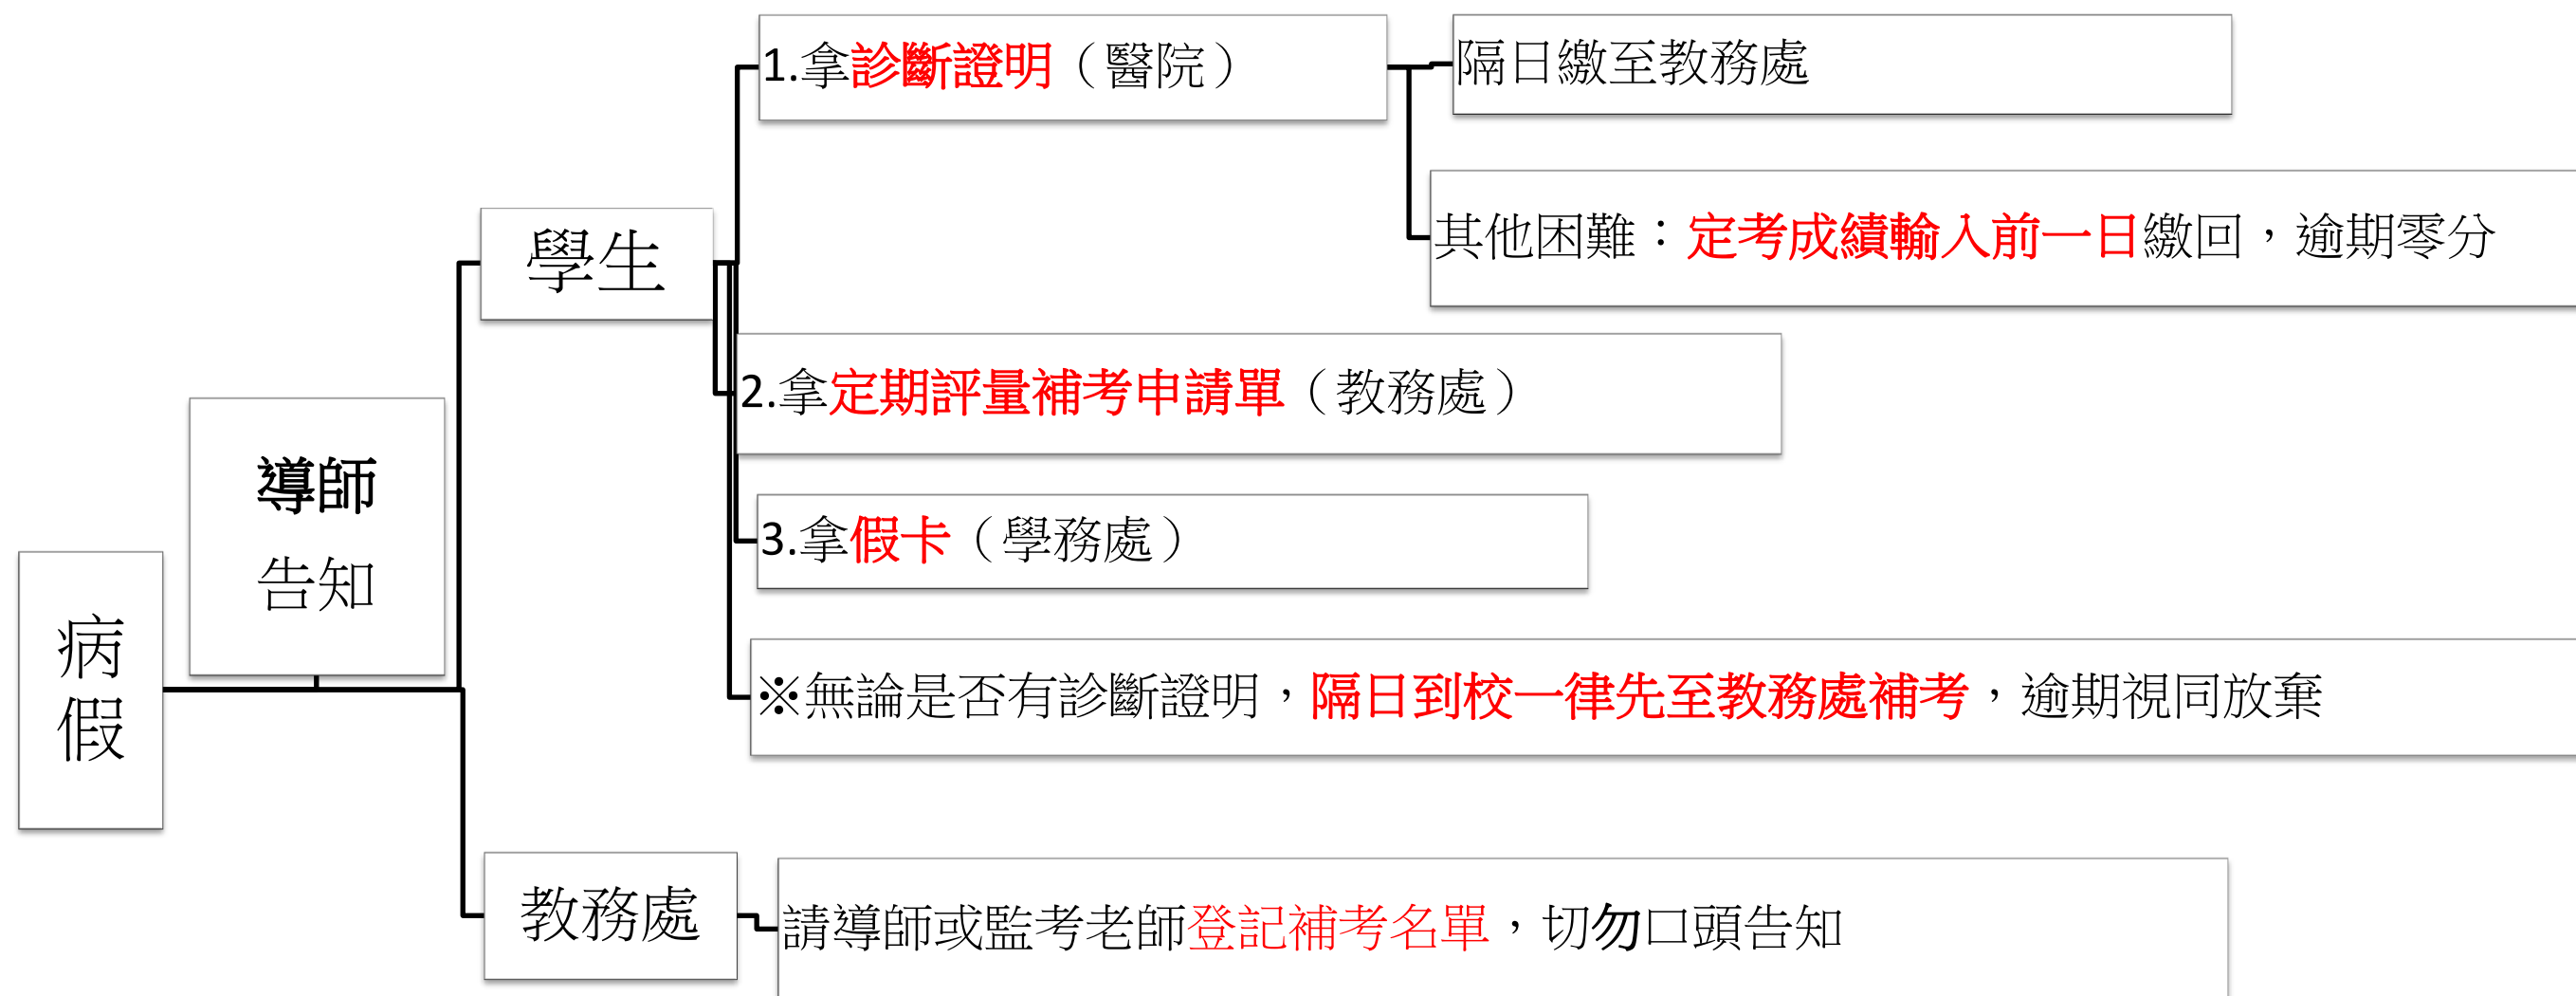 病假
導師
告知
學生
1.拿診斷證明（醫院）
隔日繳至教務處
其他困難：定考成績輸入前一日繳回，逾期零分
2.拿定期評量補考申請單（教務處）
3.拿假卡（學務處）
※無論是否有診斷證明，隔日到校一律先至教務處補考，逾期視同放棄
教務處
請導師或監考老師登記補考名單，切勿口頭告知